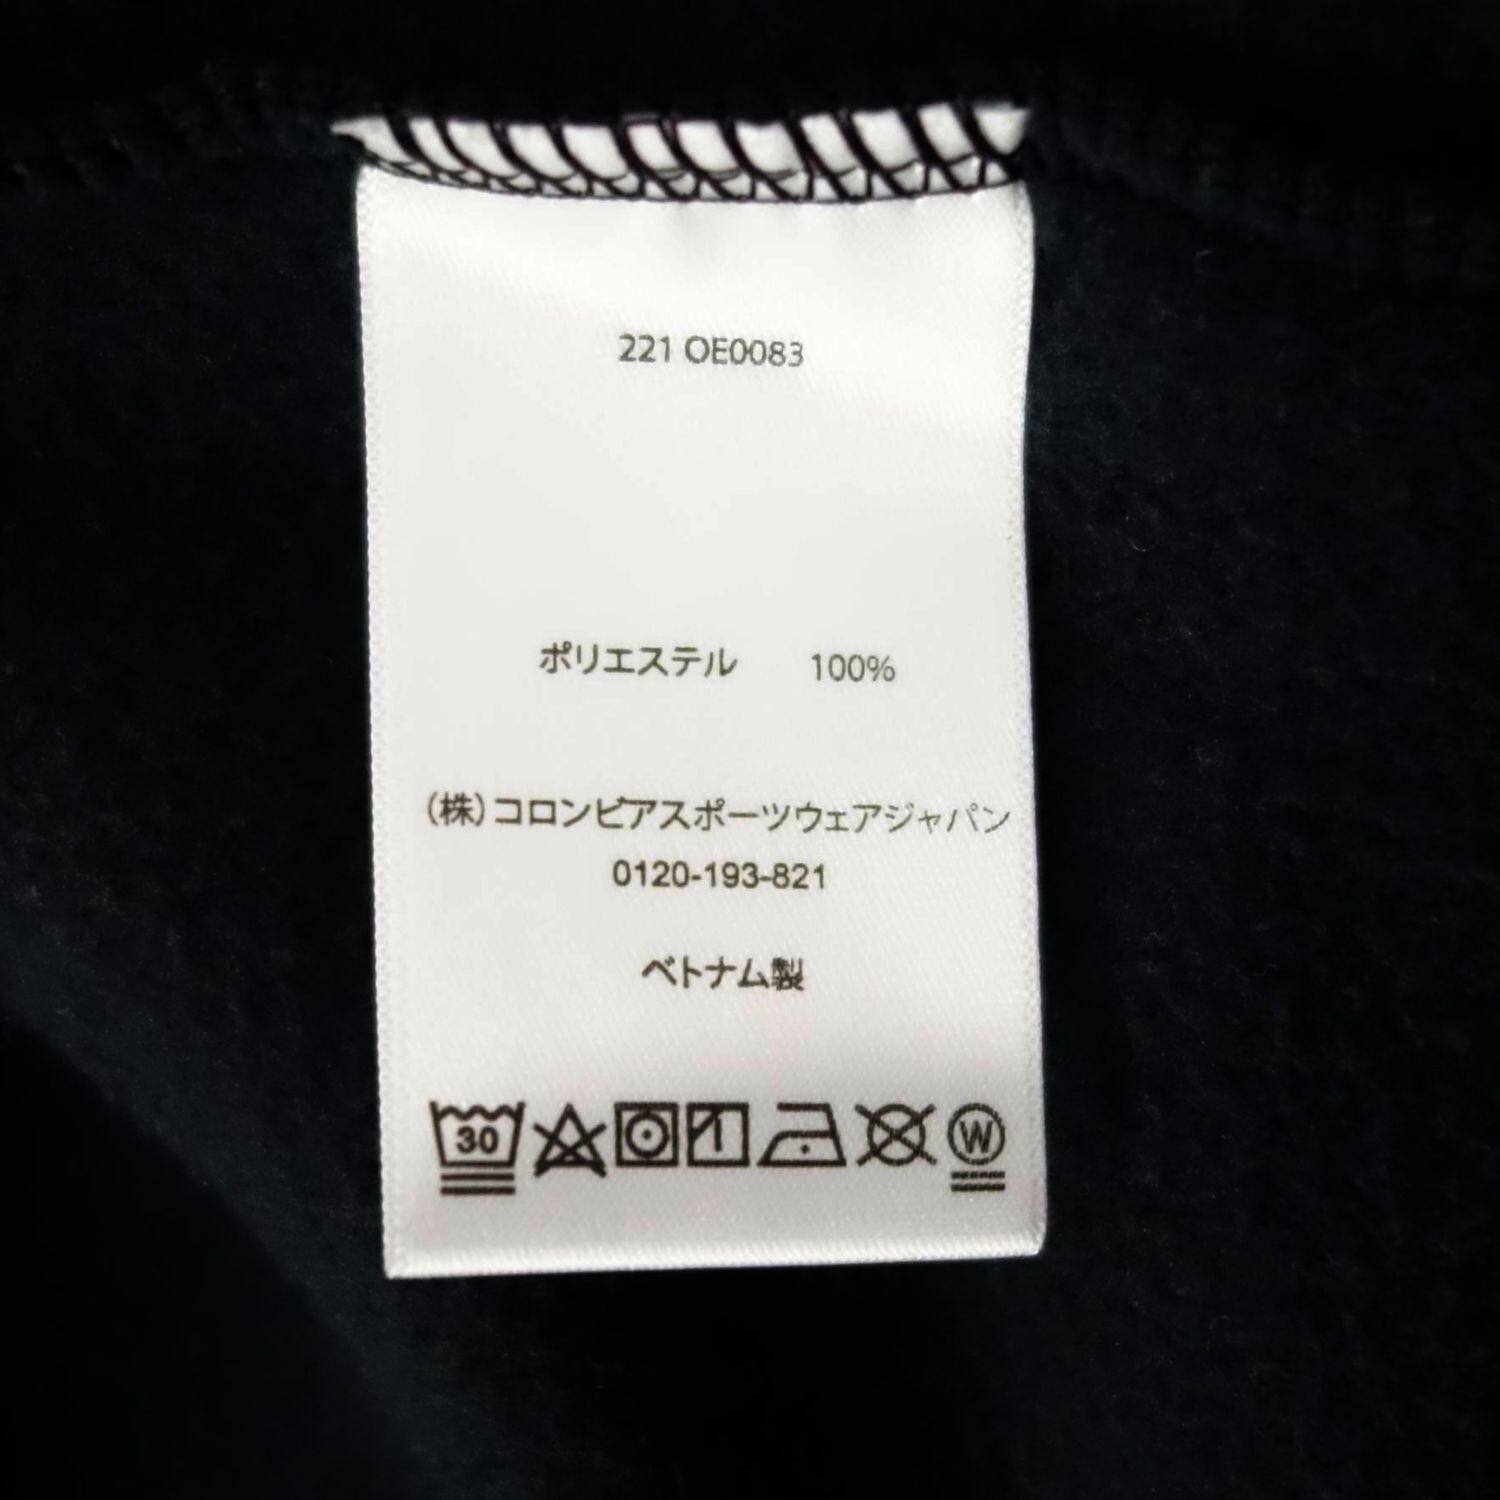 221 OE0083
ポリエステル 100%
(株)コロンビアスポーツウェアジャパン
0120-193-821
ベトナム製
30 W